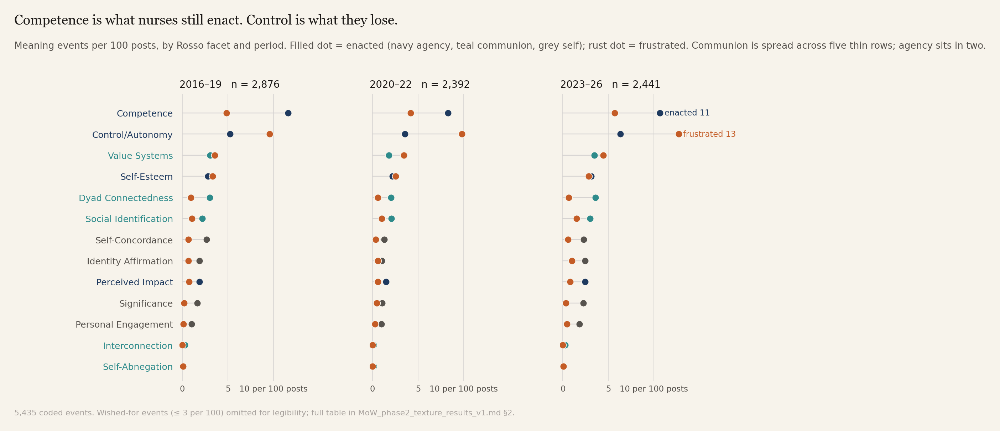 Competence is what nurses still enact. Control is what they lose.
Meaning events per 100 posts, by Rosso facet and period. Filled dot = enacted (navy agency, teal communion, grey self); rust dot = frustrated. Communion is spread across five thin rows; agency sits in two.
2016–19 n = 2,876
2020–22 n = 2,392
2023–26 n = 2,441
Competence
enacted 11
Control/Autonomy
frustrated 13
Value Systems
Self-Esteem
Dyad Connectedness
Social Identification
Self-Concordance
Identity Affirmation
Perceived Impact
Significance
Personal Engagement
Interconnection
Self-Abnegation
0 5 10 per 100 posts
0 5 10 per 100 posts
0 5 10 per 100 posts
5,435 coded events. Wished-for events (≤ 3 per 100) omitted for legibility; full table in MoW_phase2_texture_results_v1.md §2.